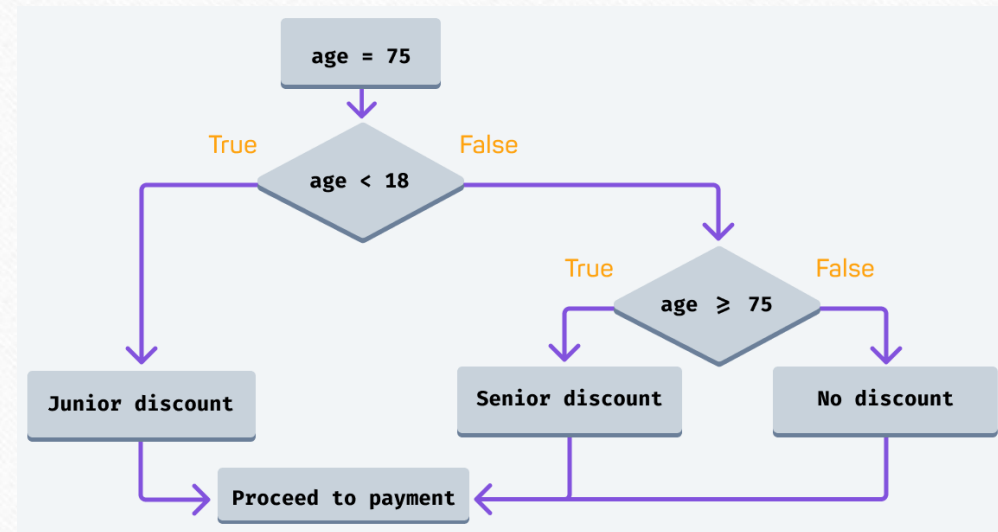 age = 75
True
False
age < 18
True
False
age ⩾ 75
Junior discount
Senior discount
No discount
Proceed to payment